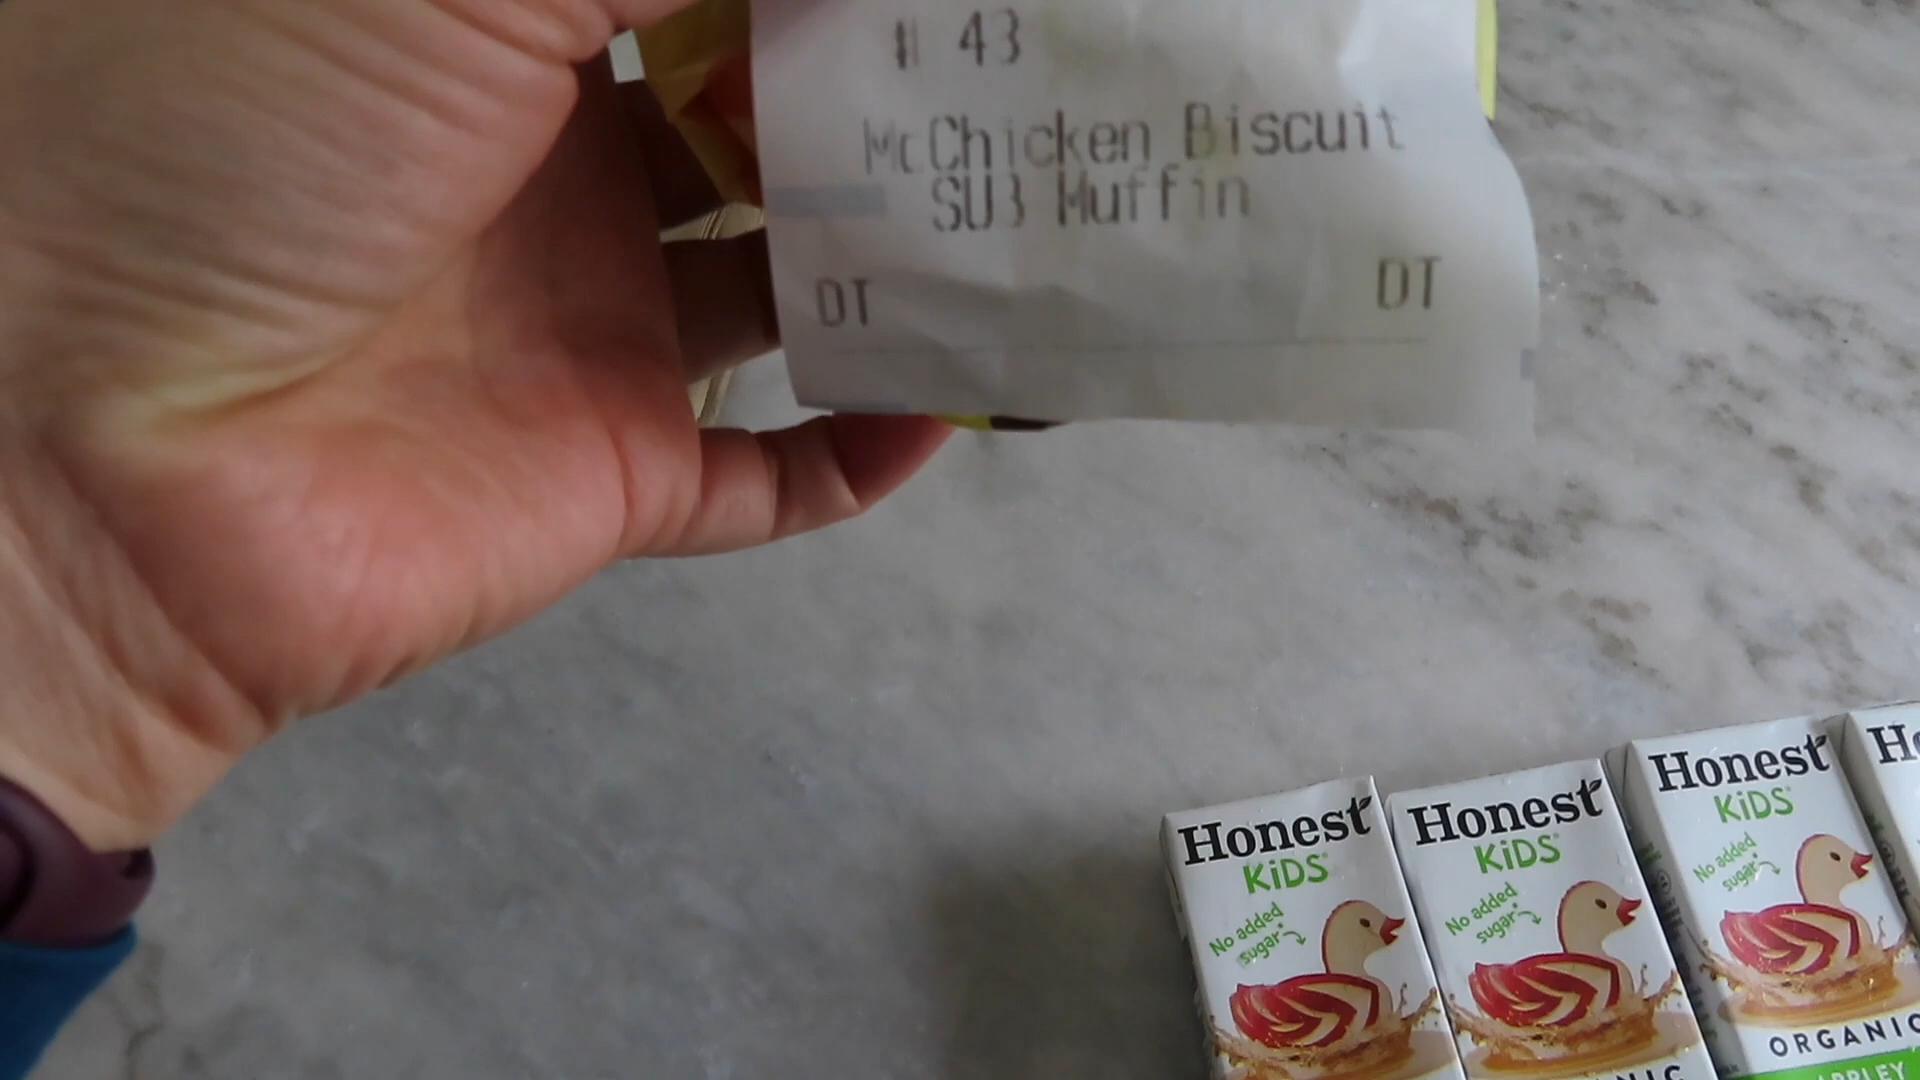 # 43
McChicken Biscuit
SUB Muffin
DT DT
Honest
KiDS
No added
sugar*
Honest
KiDS
No added
sugar*
Honest
KiDS
No added
sugar*
ORGANIC
APPLEY